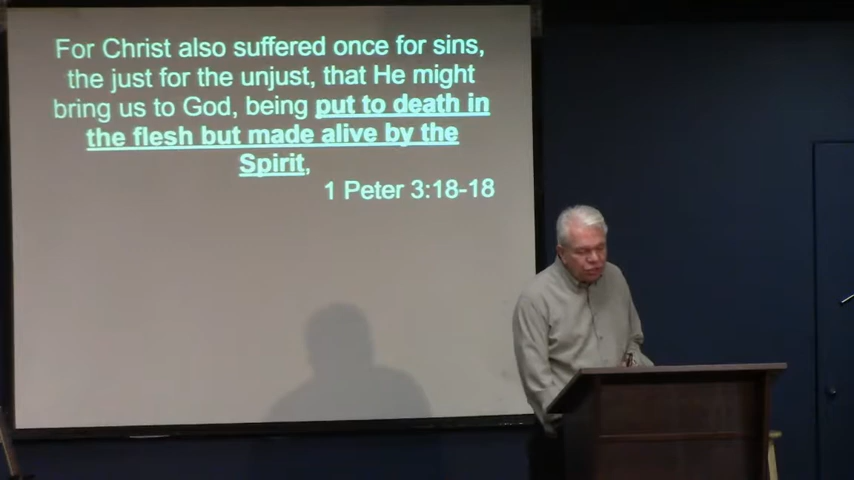 For Christ also suffered once for sins,
the just for the unjust, that He might
bring us to God, being put to death in
the flesh but made alive by the
Spirit,
1 Peter 3:18-18